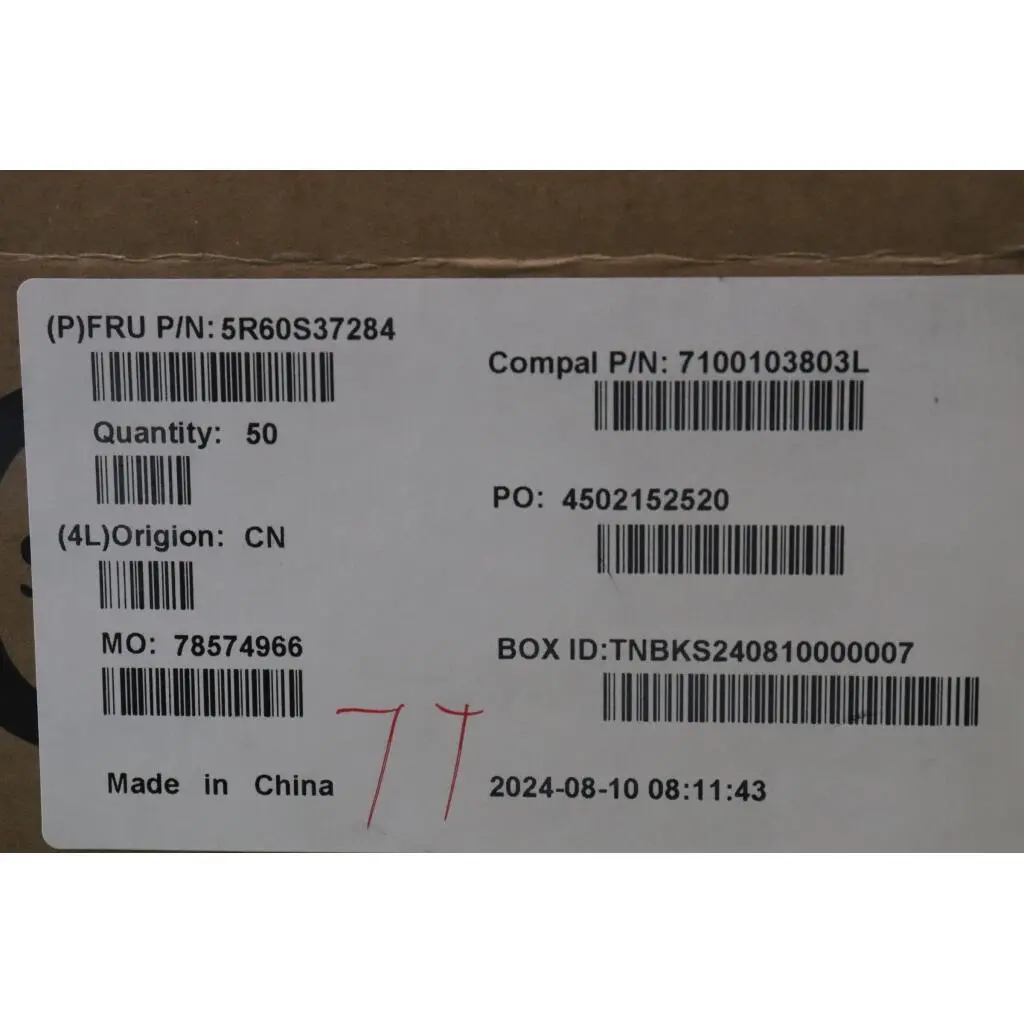 (P)FRU P/N: 5R60S37284
Compal P/N: 7100103803L
Quantity: 50
PO: 4502152520
(4L)Origion: CN
MO: 78574966
BOX ID:TNBKS240810000007
Made in China
2024-08-10 08:11:43